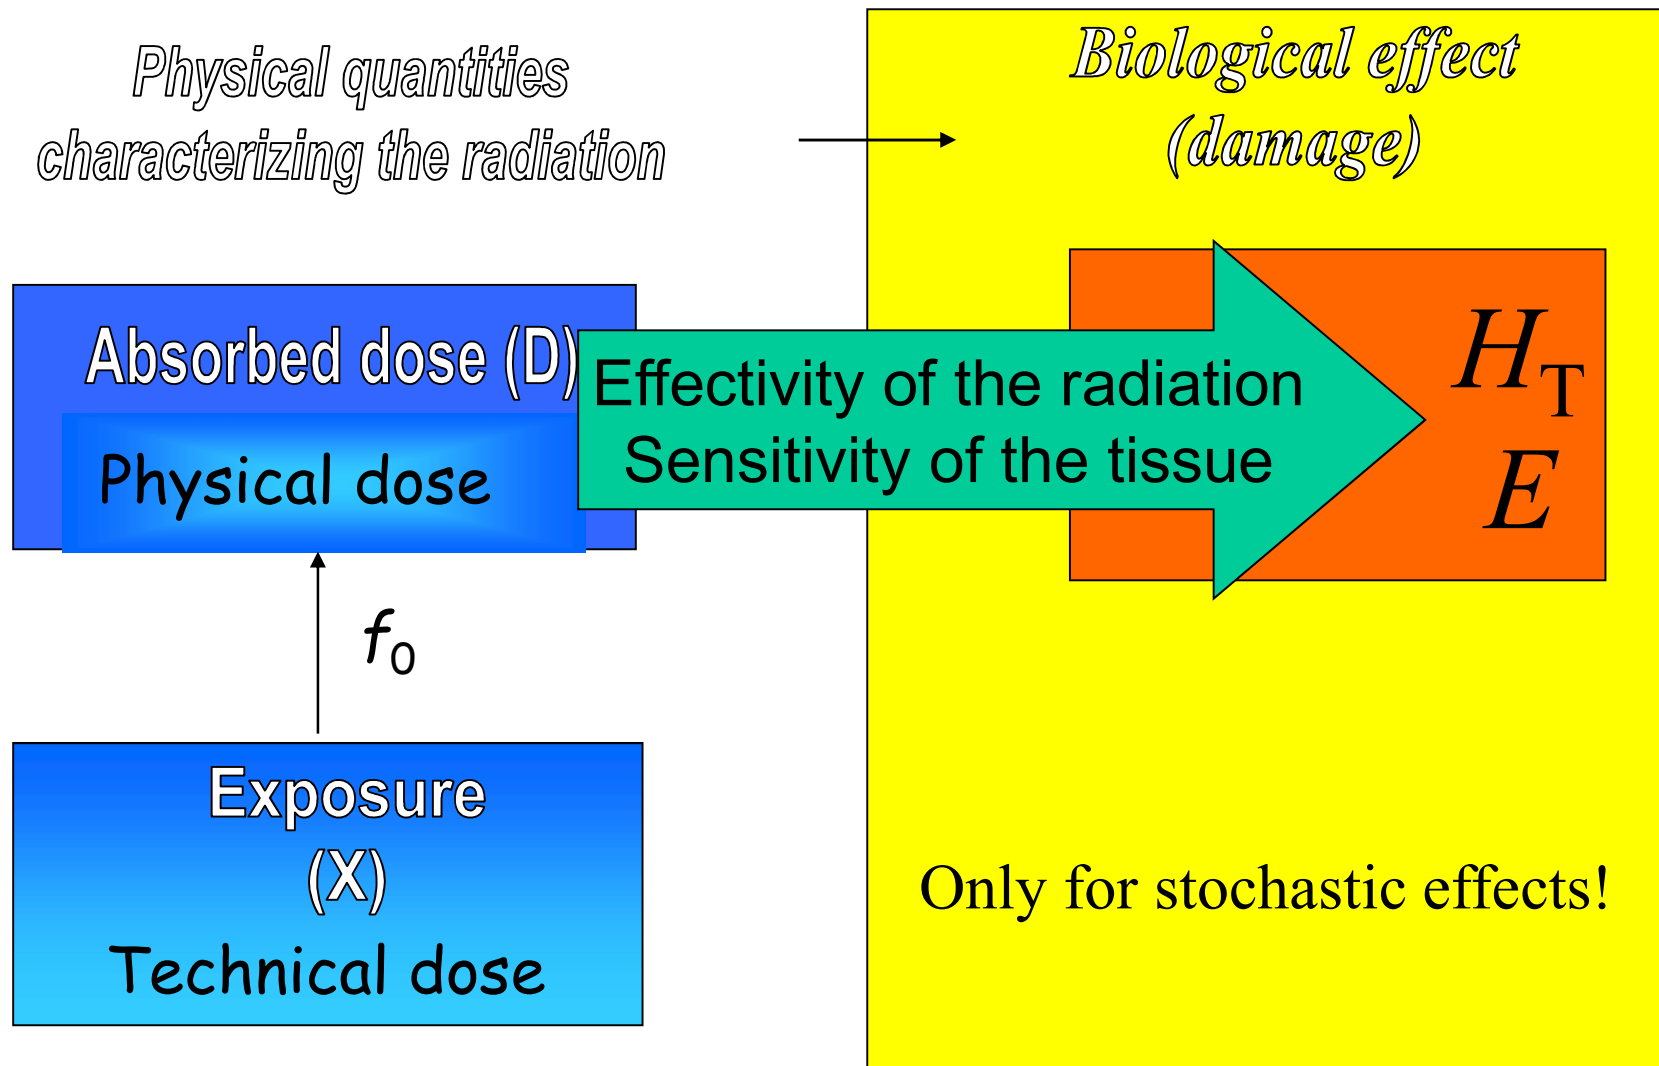 Physical quantities
characterizing the radiation
Biological effect
(damage)
Absorbed dose (D)
Physical dose
Effectivity of the radiation
Sensitivity of the tissue
H_T
E
f_0
Exposure
(X)
Technical dose
Only for stochastic effects!